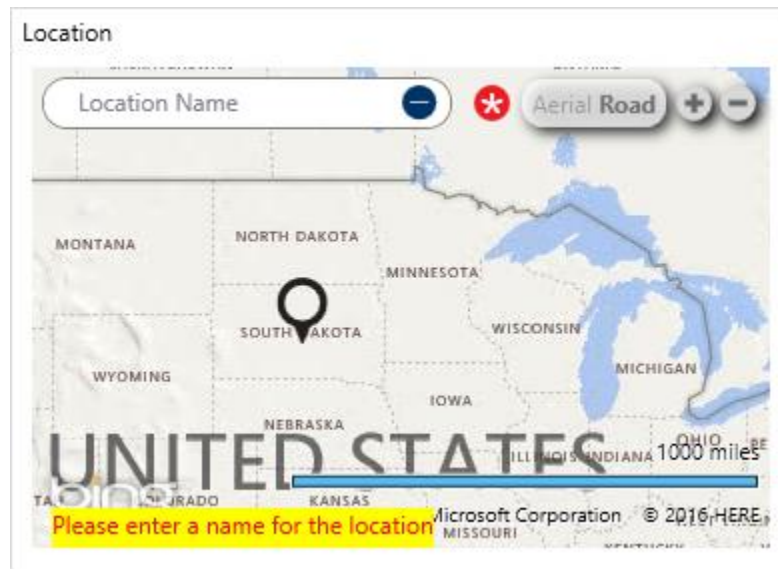 Location
Location Name
Aerial Road
NORTH DAKOTA
MONTANA
MINNESOTA
SOUTH DAKOTA
WISCONSIN
MICHIGAN
WYOMING
IOWA
NEBRASKA
UNITED STATES
ILLINOIS INDIANA OHIO
1000 miles
bing
KANSAS
Please enter a name for the location
Microsoft Corporation © 2016 HERE
MISSOURI